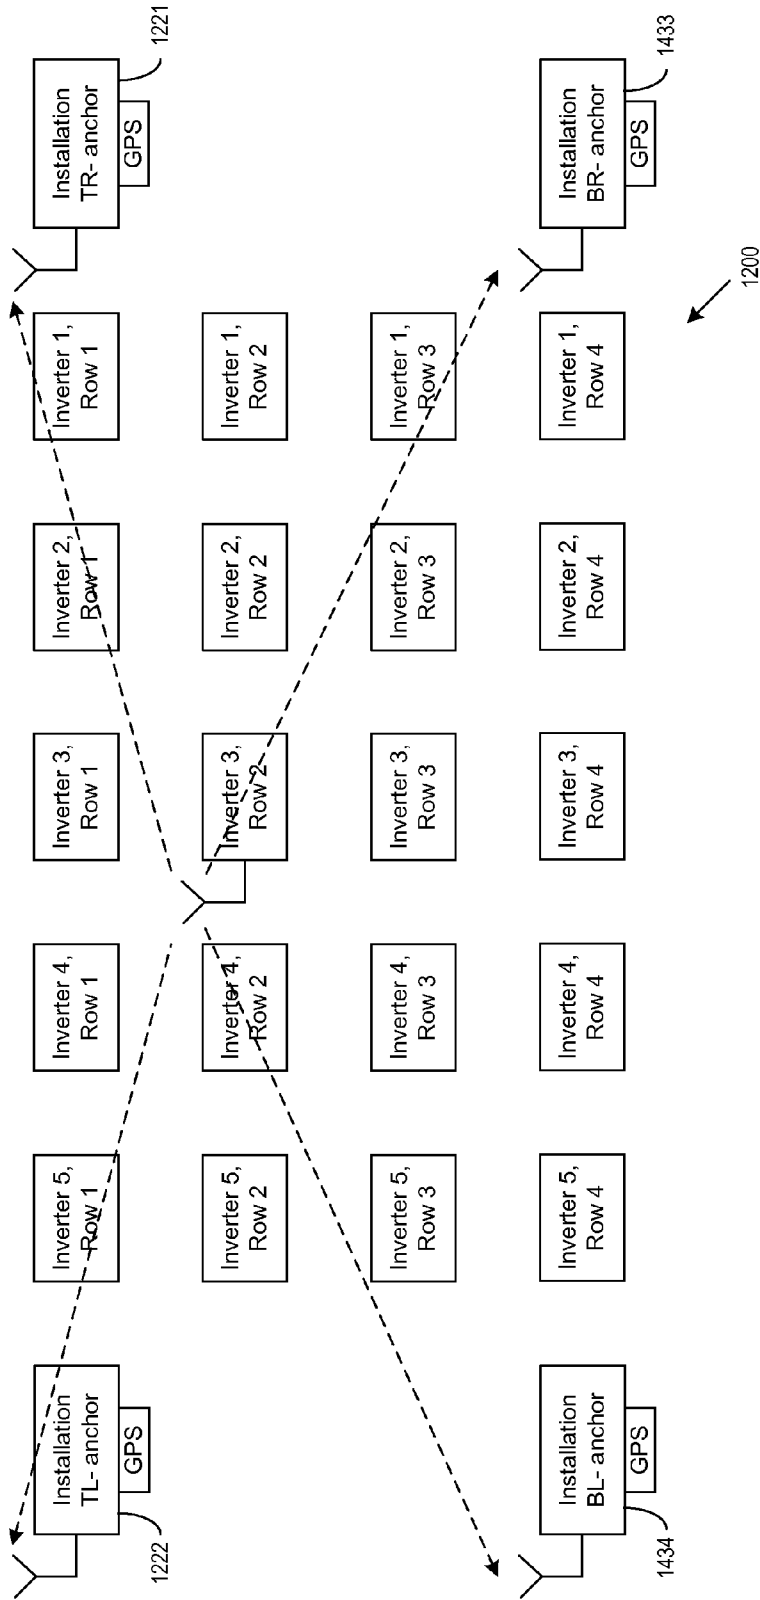 Installation
TL- anchor
GPS
1222
Inverter 5,
Row 1
Inverter 4,
Row 1
Inverter 3,
Row 1
Inverter 2,
Row 1
Inverter 1,
Row 1
Installation
TR- anchor
GPS
1221
Inverter 5,
Row 2
Inverter 4,
Row 2
Inverter 3,
Row 2
Inverter 2,
Row 2
Inverter 1,
Row 2
Inverter 5,
Row 3
Inverter 4,
Row 3
Inverter 3,
Row 3
Inverter 2,
Row 3
Inverter 1,
Row 3
Installation
BL- anchor
GPS
1434
Inverter 5,
Row 4
Inverter 4,
Row 4
Inverter 3,
Row 4
Inverter 2,
Row 4
Inverter 1,
Row 4
Installation
BR- anchor
GPS
1433
1200